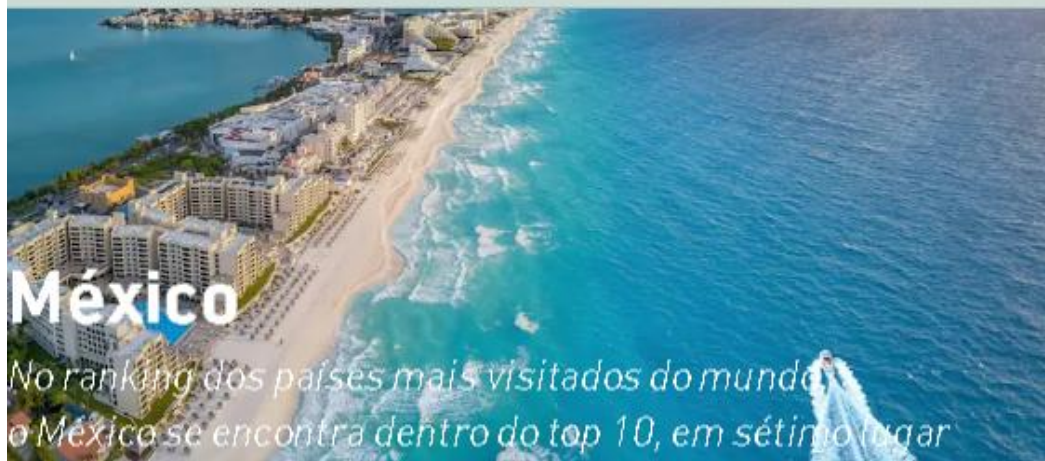 México
No ranking dos países mais visitados do mundo,
o México se encontra dentro do top 10, em sétimo lugar